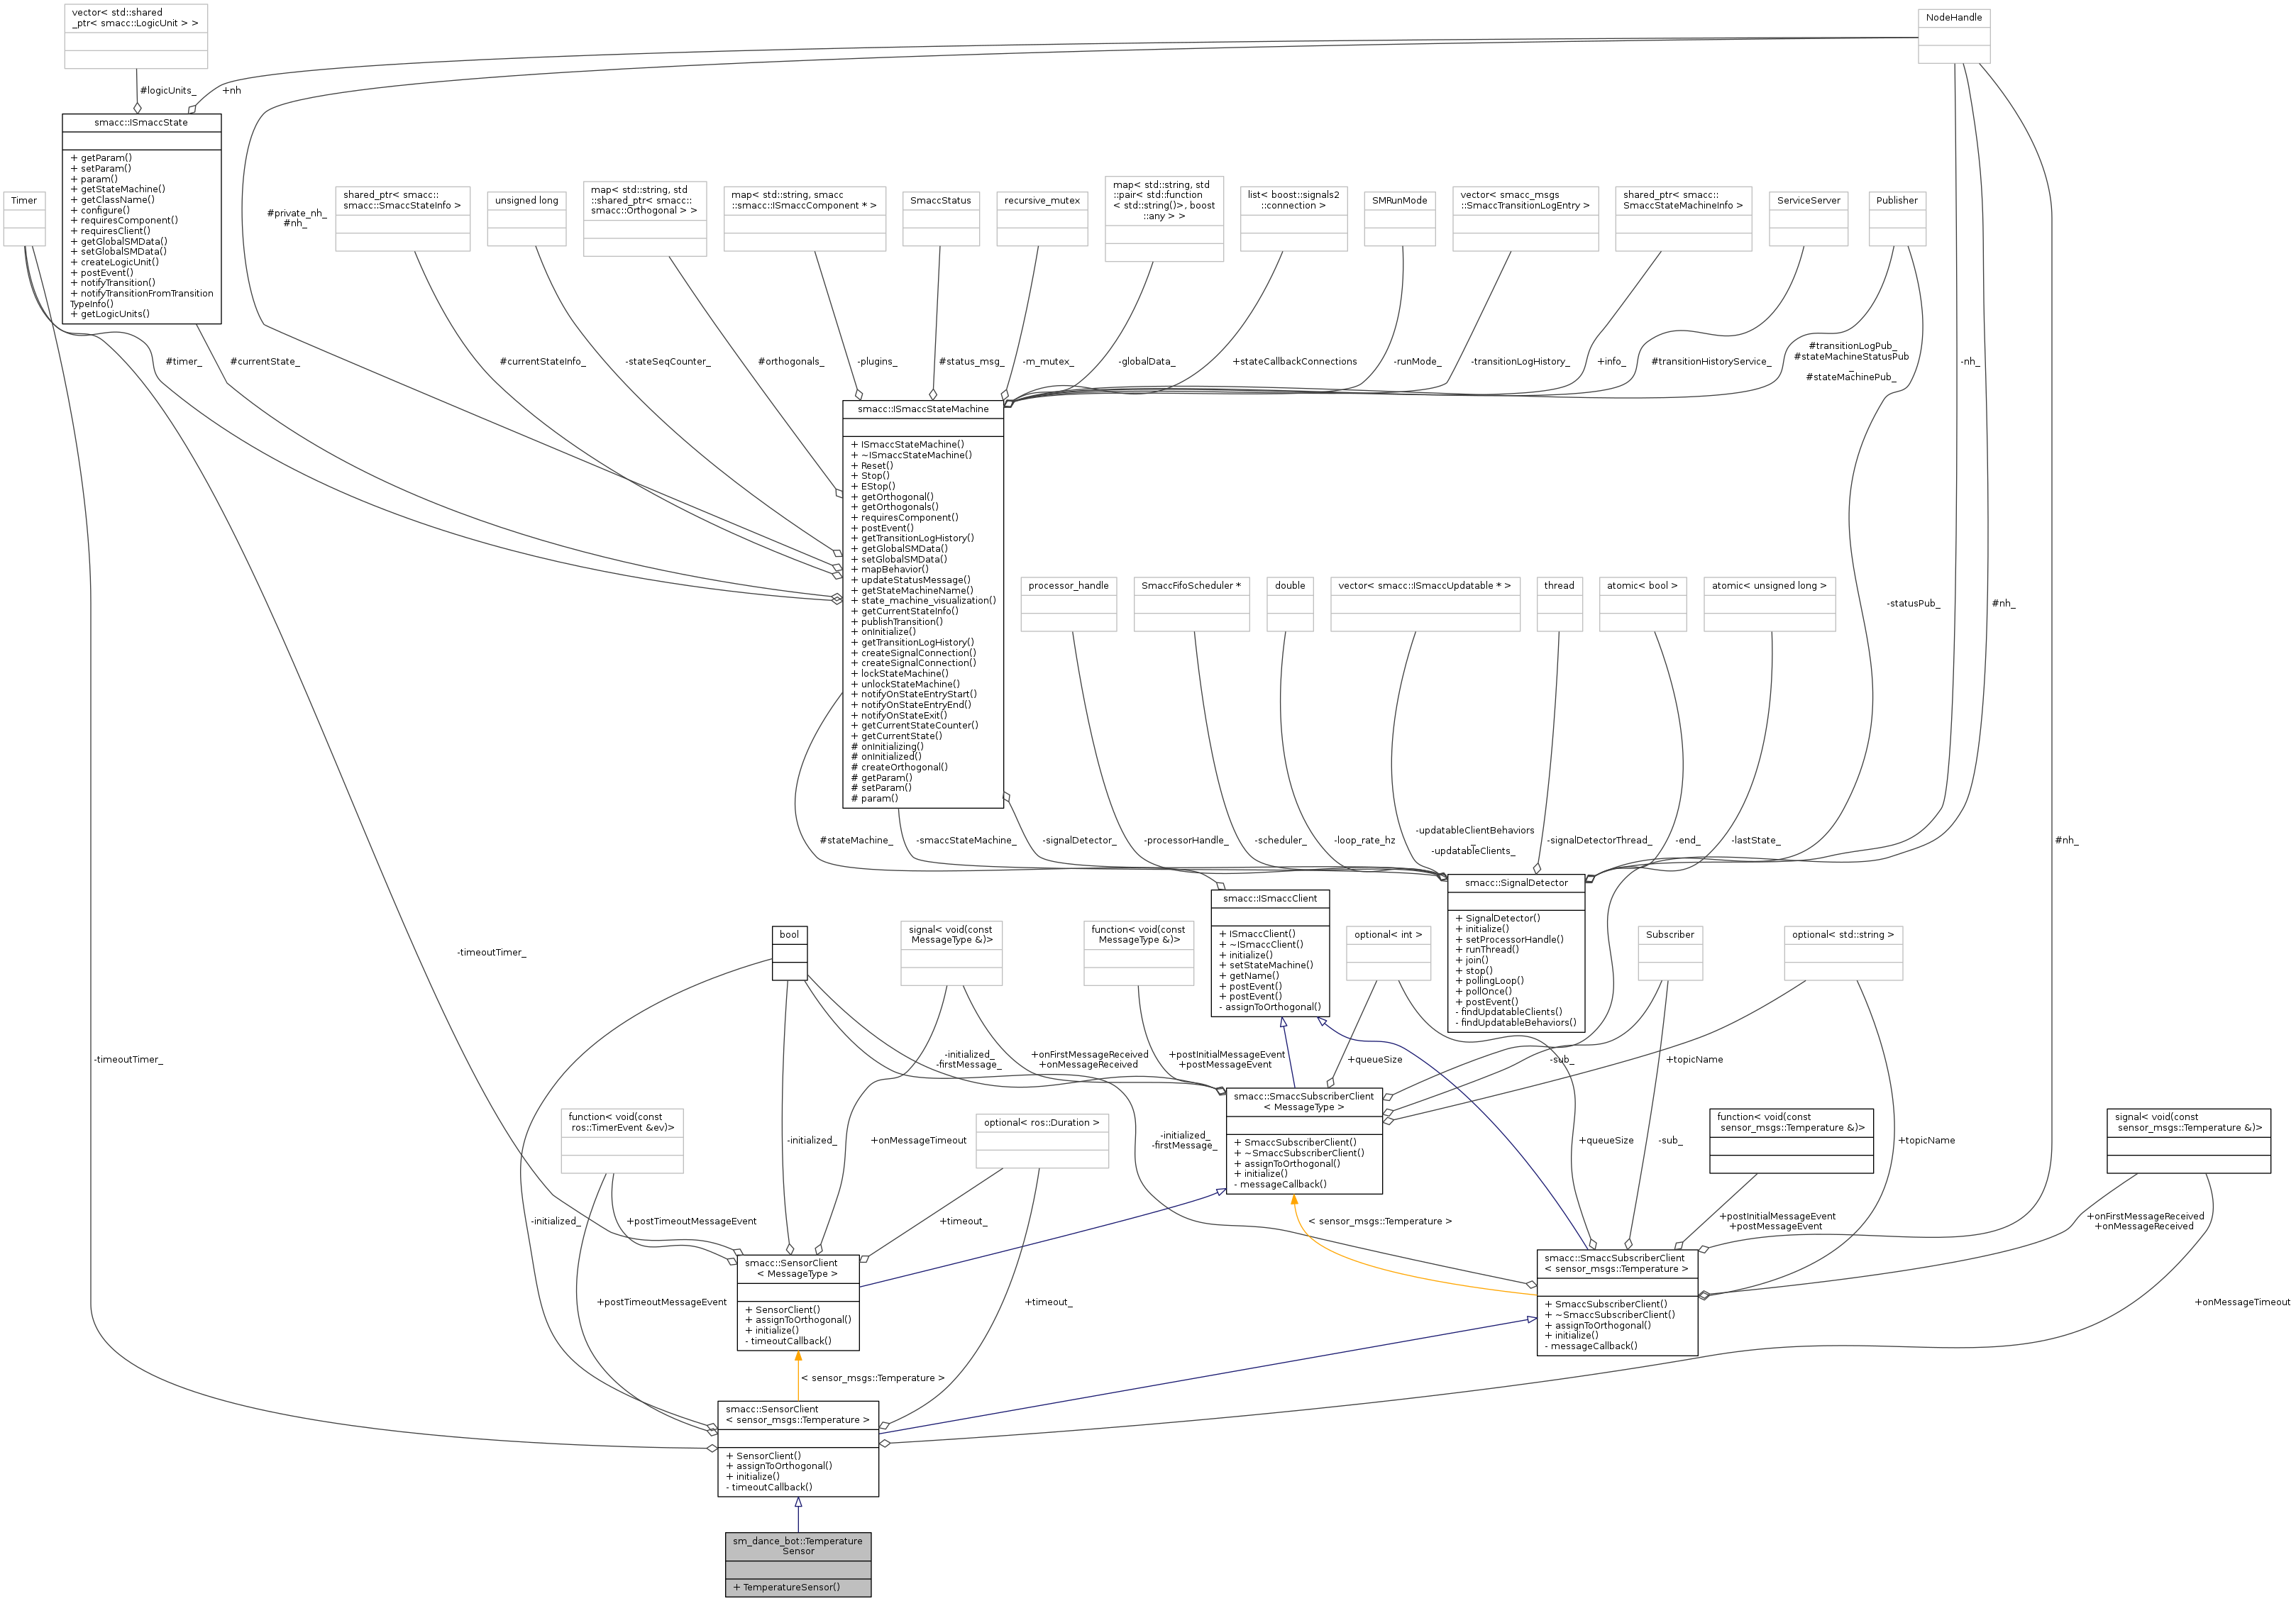 vector< std::shared
_ptr< smacc::LogicUnit > >
NodeHandle
#logicUnits_
+nh
smacc::ISmaccState
+ getParam()
+ setParam()
+ param()
+ getStateMachine()
+ getClassName()
+ configure()
+ requiresComponent()
+ requiresClient()
+ getGlobalSMData()
+ setGlobalSMData()
+ createLogicUnit()
+ postEvent()
+ notifyTransition()
+ notifyTransitionFromTransition
TypeInfo()
+ getLogicUnits()
Timer
#private_nh_
#nh_
shared_ptr< smacc::
smacc::SmaccStateInfo >
unsigned long
map< std::string, std
::shared_ptr< smacc::
smacc::Orthogonal > >
map< std::string, smacc
::smacc::ISmaccComponent * >
SmaccStatus
recursive_mutex
map< std::string, std
::pair< std::function
< std::string()>, boost
::any > >
list< boost::signals2
::connection >
SMRunMode
vector< smacc_msgs
::SmaccTransitionLogEntry >
shared_ptr< smacc::
SmaccStateMachineInfo >
ServiceServer
Publisher
#timer_
#currentState_
#currentStateInfo_
-stateSeqCounter_
#orthogonals_
-plugins_
#status_msg_
-m_mutex_
-globalData_
+stateCallbackConnections
-runMode_
-transitionLogHistory_
+info_
#transitionHistoryService_
#transitionLogPub_
#stateMachineStatusPub
_
#stateMachinePub_
-nh_
smacc::ISmaccStateMachine
+ ISmaccStateMachine()
+ ~ISmaccStateMachine()
+ Reset()
+ Stop()
+ EStop()
+ getOrthogonal()
+ getOrthogonals()
+ requiresComponent()
+ postEvent()
+ getTransitionLogHistory()
+ getGlobalSMData()
+ setGlobalSMData()
+ mapBehavior()
+ updateStatusMessage()
+ getStateMachineName()
+ state_machine_visualization()
+ getCurrentStateInfo()
+ publishTransition()
+ onInitialize()
+ getTransitionLogHistory()
+ createSignalConnection()
+ createSignalConnection()
+ lockStateMachine()
+ unlockStateMachine()
+ notifyOnStateEntryStart()
+ notifyOnStateEntryEnd()
+ notifyOnStateExit()
+ getCurrentStateCounter()
+ getCurrentState()
# onInitializing()
# onInitialized()
# createOrthogonal()
# getParam()
# setParam()
# param()
processor_handle
SmaccFifoScheduler *
double
vector< smacc::ISmaccUpdatable * >
thread
atomic< bool >
atomic< unsigned long >
-statusPub_
#nh_
#stateMachine_
-smaccStateMachine_
-signalDetector_
-processorHandle_
-scheduler_
-loop_rate_hz
-updatableClientBehaviors
_
-updatableClients_
-signalDetectorThread_
-end_
-lastState_
#nh_
smacc::SignalDetector
+ SignalDetector()
+ initialize()
+ setProcessorHandle()
+ runThread()
+ join()
+ stop()
+ pollingLoop()
+ pollOnce()
+ postEvent()
- findUpdatableClients()
- findUpdatableBehaviors()
smacc::ISmaccClient
+ ISmaccClient()
+ ~ISmaccClient()
+ initialize()
+ setStateMachine()
+ getName()
+ postEvent()
+ postEvent()
- assignToOrthogonal()
-timeoutTimer_
bool
signal< void(const
MessageType &)>
function< void(const
MessageType &)>
optional< int >
Subscriber
optional< std::string >
-timeoutTimer_
-initialized_
-firstMessage_
+onFirstMessageReceived
+onMessageReceived
+postInitialMessageEvent
+postMessageEvent
+queueSize
-sub_
+topicName
smacc::SmaccSubscriberClient
< MessageType >
+ SmaccSubscriberClient()
+ ~SmaccSubscriberClient()
+ assignToOrthogonal()
+ initialize()
- messageCallback()
function< void(const
ros::TimerEvent &ev)>
-initialized_
+onMessageTimeout
optional< ros::Duration >
-initialized_
-firstMessage_
+queueSize
-sub_
function< void(const
sensor_msgs::Temperature &)>
+topicName
signal< void(const
sensor_msgs::Temperature &)>
-initialized_
+postTimeoutMessageEvent
+timeout_
< sensor_msgs::Temperature >
+postInitialMessageEvent
+postMessageEvent
+onFirstMessageReceived
+onMessageReceived
smacc::SensorClient
< MessageType >
+ SensorClient()
+ assignToOrthogonal()
+ initialize()
- timeoutCallback()
smacc::SmaccSubscriberClient
< sensor_msgs::Temperature >
+ SmaccSubscriberClient()
+ ~SmaccSubscriberClient()
+ assignToOrthogonal()
+ initialize()
- messageCallback()
+postTimeoutMessageEvent
+timeout_
+onMessageTimeout
< sensor_msgs::Temperature >
smacc::SensorClient
< sensor_msgs::Temperature >
+ SensorClient()
+ assignToOrthogonal()
+ initialize()
- timeoutCallback()
sm_dance_bot::Temperature
Sensor
+ TemperatureSensor()